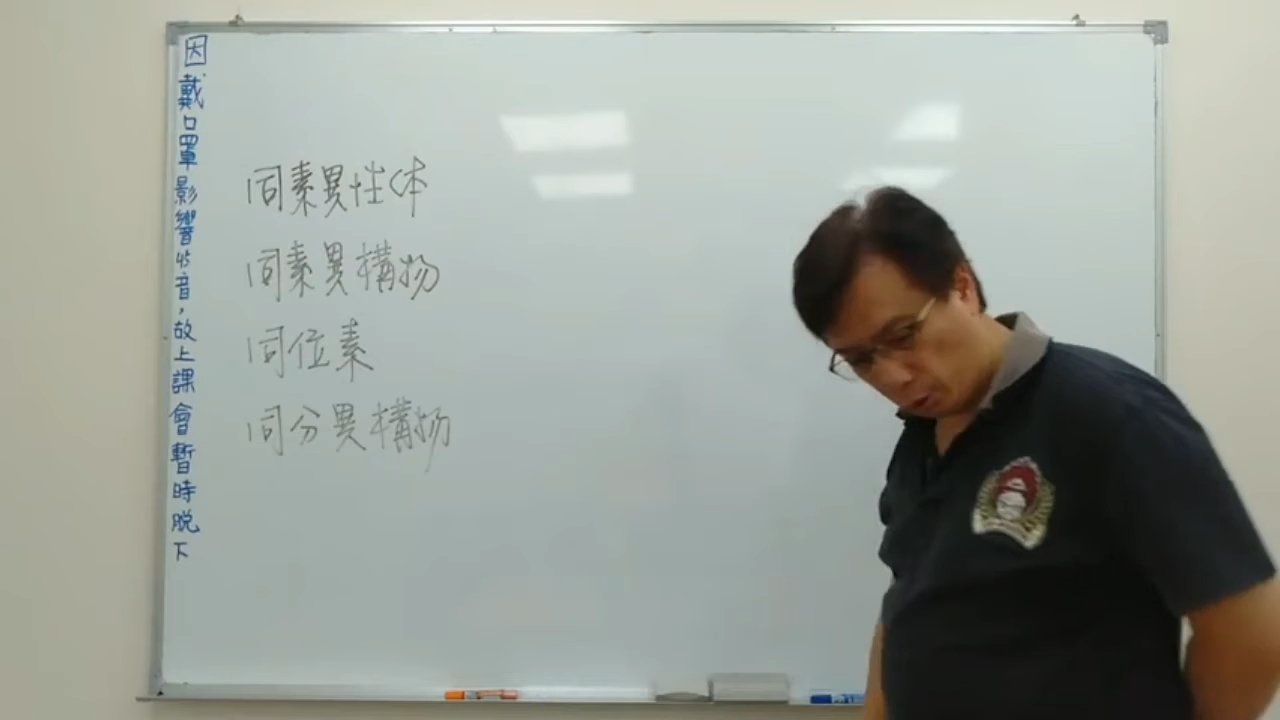 因戴口罩影響收音，故上課會暫時脫下
同素異性体
同素異構物
同位素
同分異構物